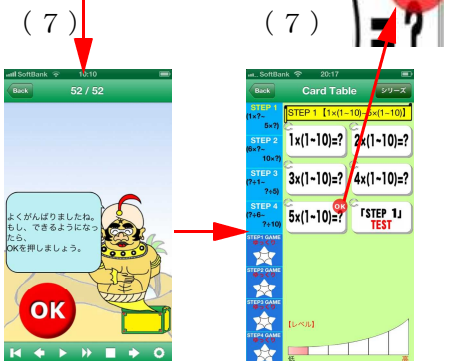 (7)
(7)
=?
SoftBank 10:10
Back 52 / 52
よくがんばりましたね。
もし、できるようになっ
たら、
OKを押しましょう。
OK
SoftBank 20:17
Back Card Table シリーズ
STEP 1
(1×?~
5×?)
STEP 2
(6×?~
10×?)
STEP 3
(?+1~
?+5)
STEP 4
(?+6~
?+10)
STEP1 GAME
STEP2 GAME
STEP3 GAME
STEP4 GAME
STEP 1 【1×(1~10)~5×(1~10)】
1x(1~10)=?
2x(1~10)=?
3x(1~10)=?
4x(1~10)=?
5x(1~10)=?
OK
「STEP 1」
TEST
【レベル】
低 高